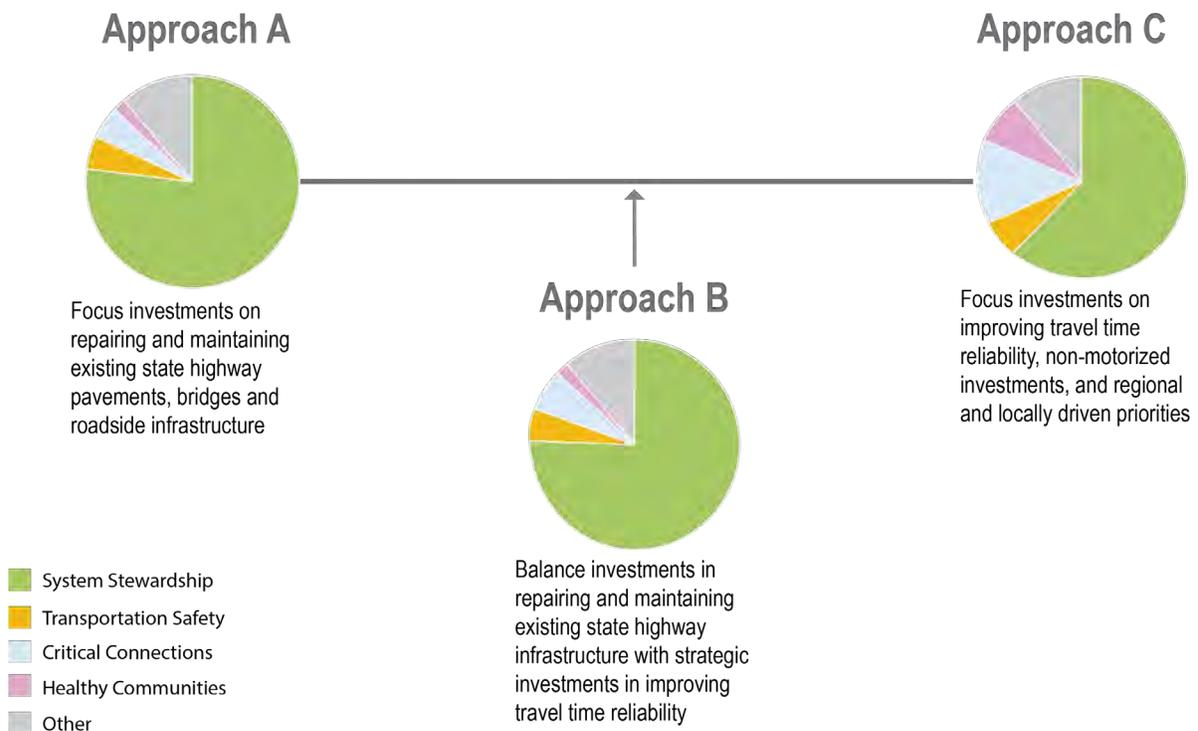 Approach A
Focus investments on
repairing and maintaining
existing state highway
pavements, bridges and
roadside infrastructure
Approach B
Balance investments in
repairing and maintaining
existing state highway
infrastructure with strategic
investments in improving
travel time reliability
Approach C
Focus investments on
improving travel time
reliability, non-motorized
investments, and regional
and locally driven priorities
System Stewardship
Transportation Safety
Critical Connections
Healthy Communities
Other